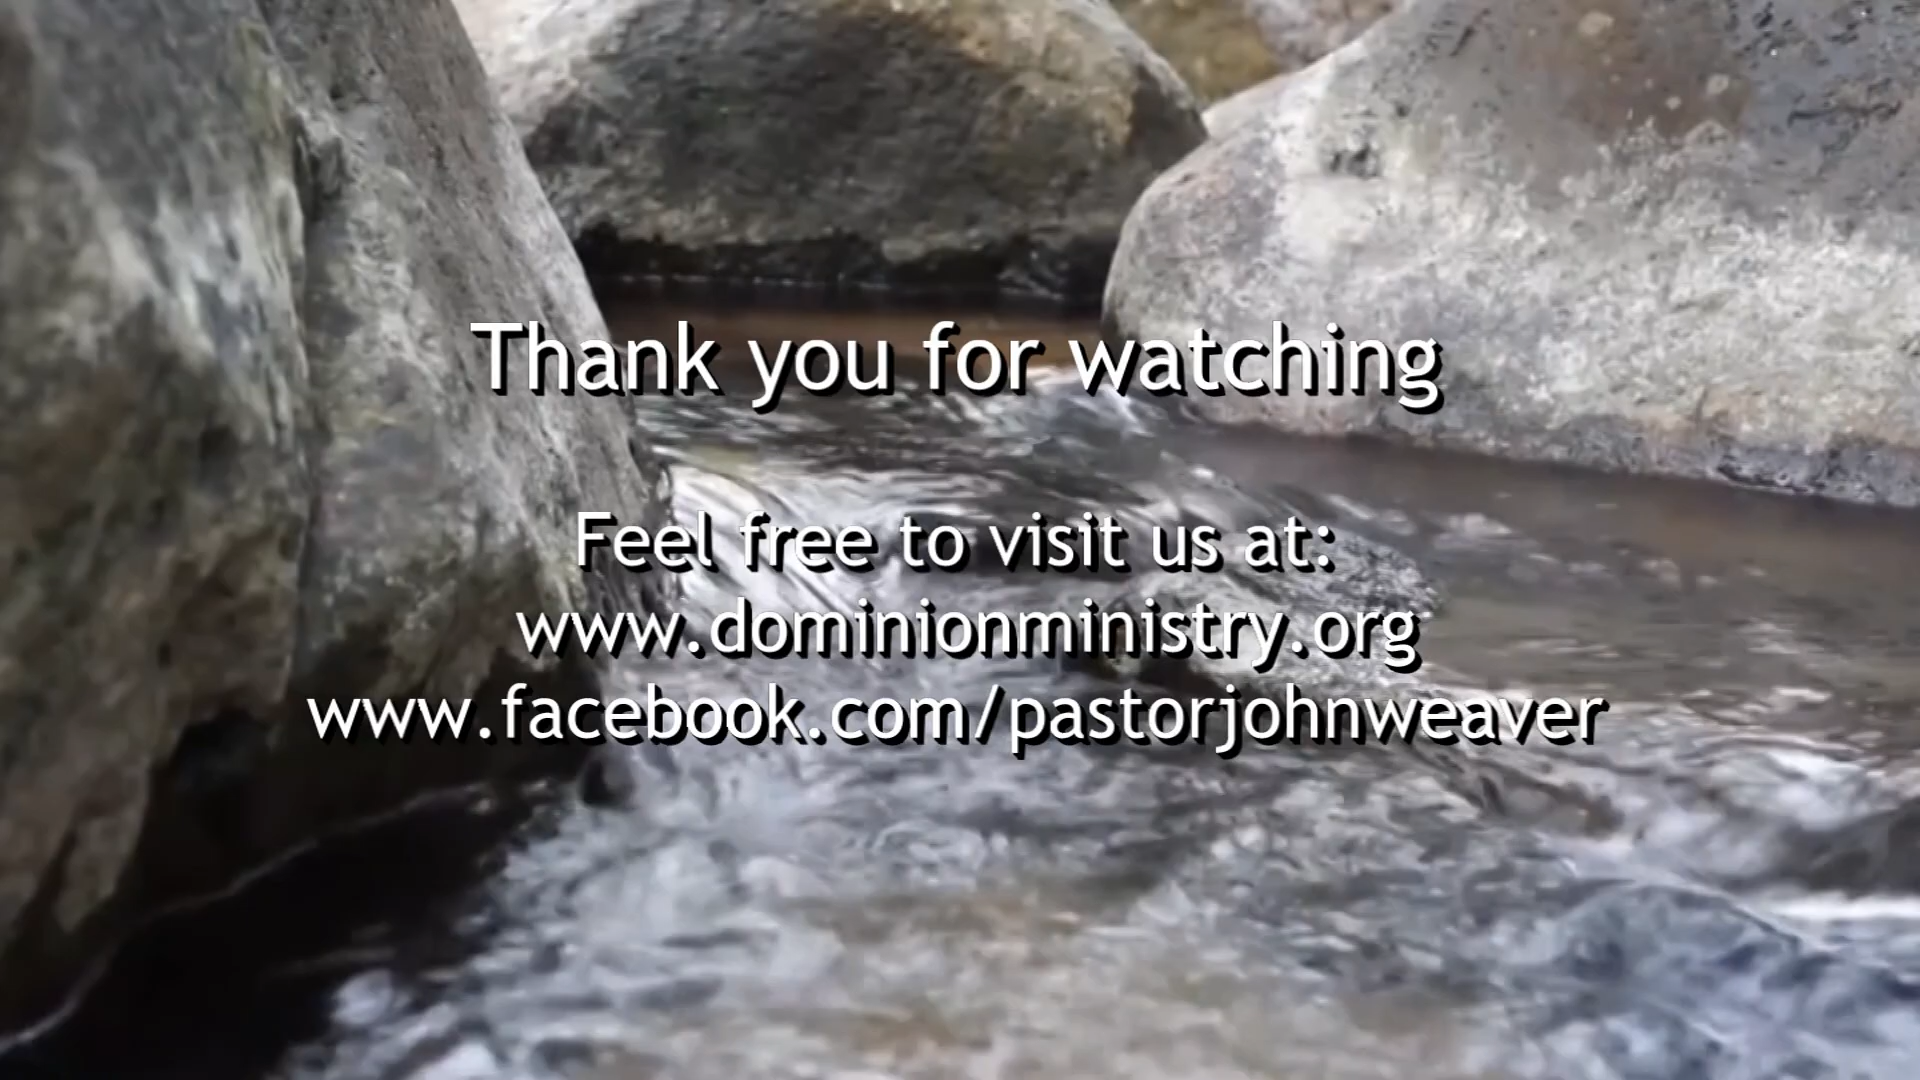 Thank you for watching
Feel free to visit us at:
www.dominionministry.org
www.facebook.com/pastorjohnweaver